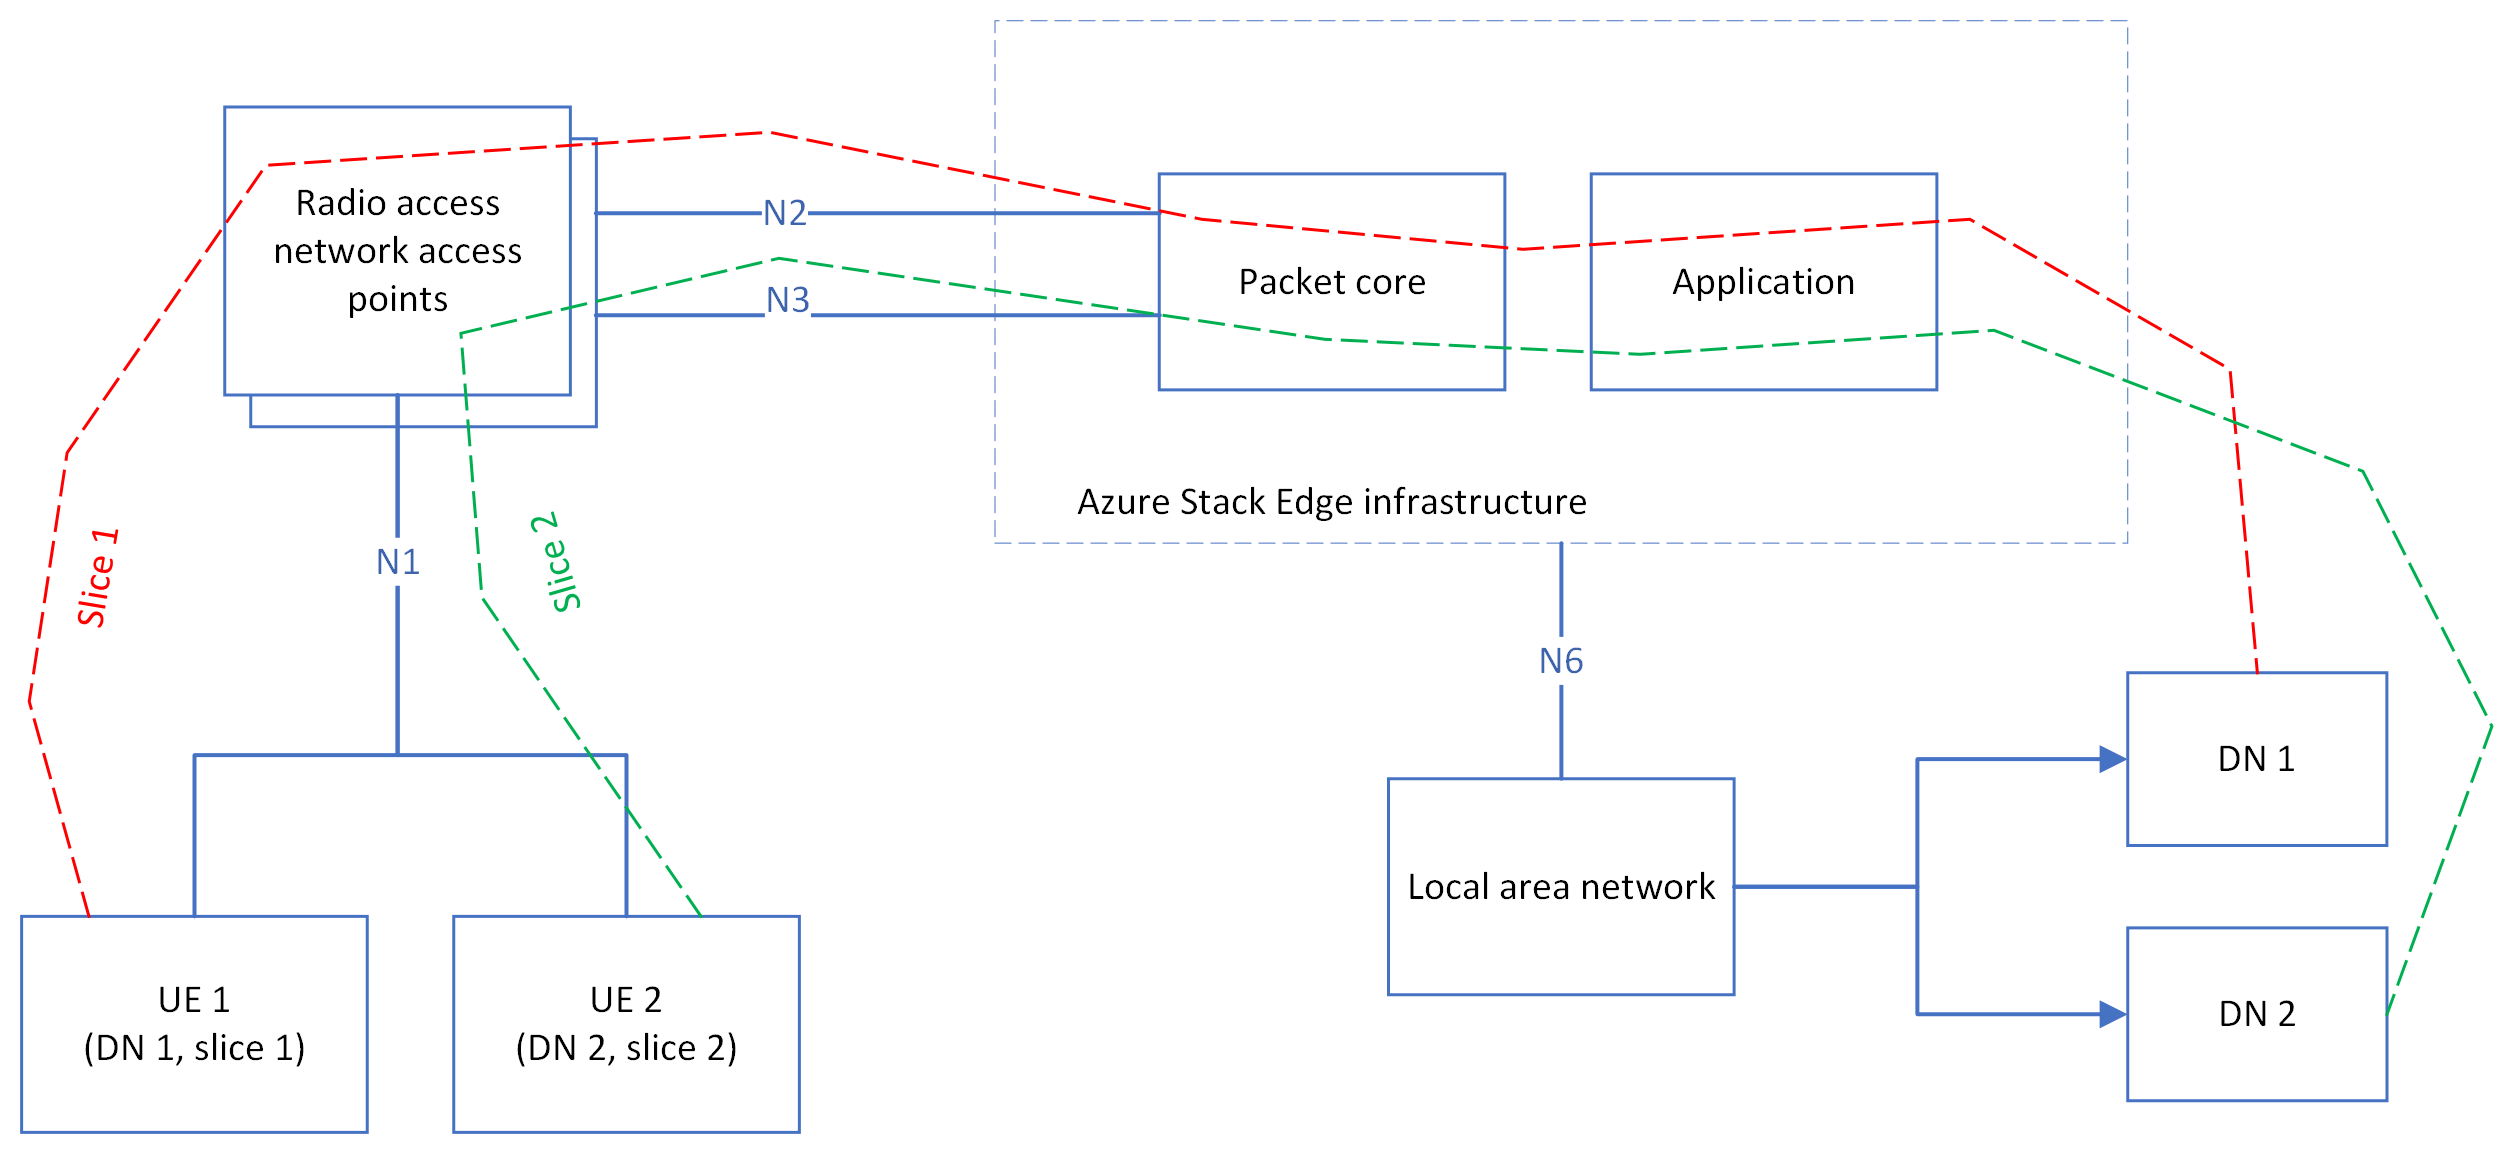 Radio access
network access
points
N2
N3
Packet core
Application
Azure Stack Edge infrastructure
Slice 1
N1
Slice 2
N6
UE 1
(DN 1, slice 1)
UE 2
(DN 2, slice 2)
Local area network
DN 1
DN 2